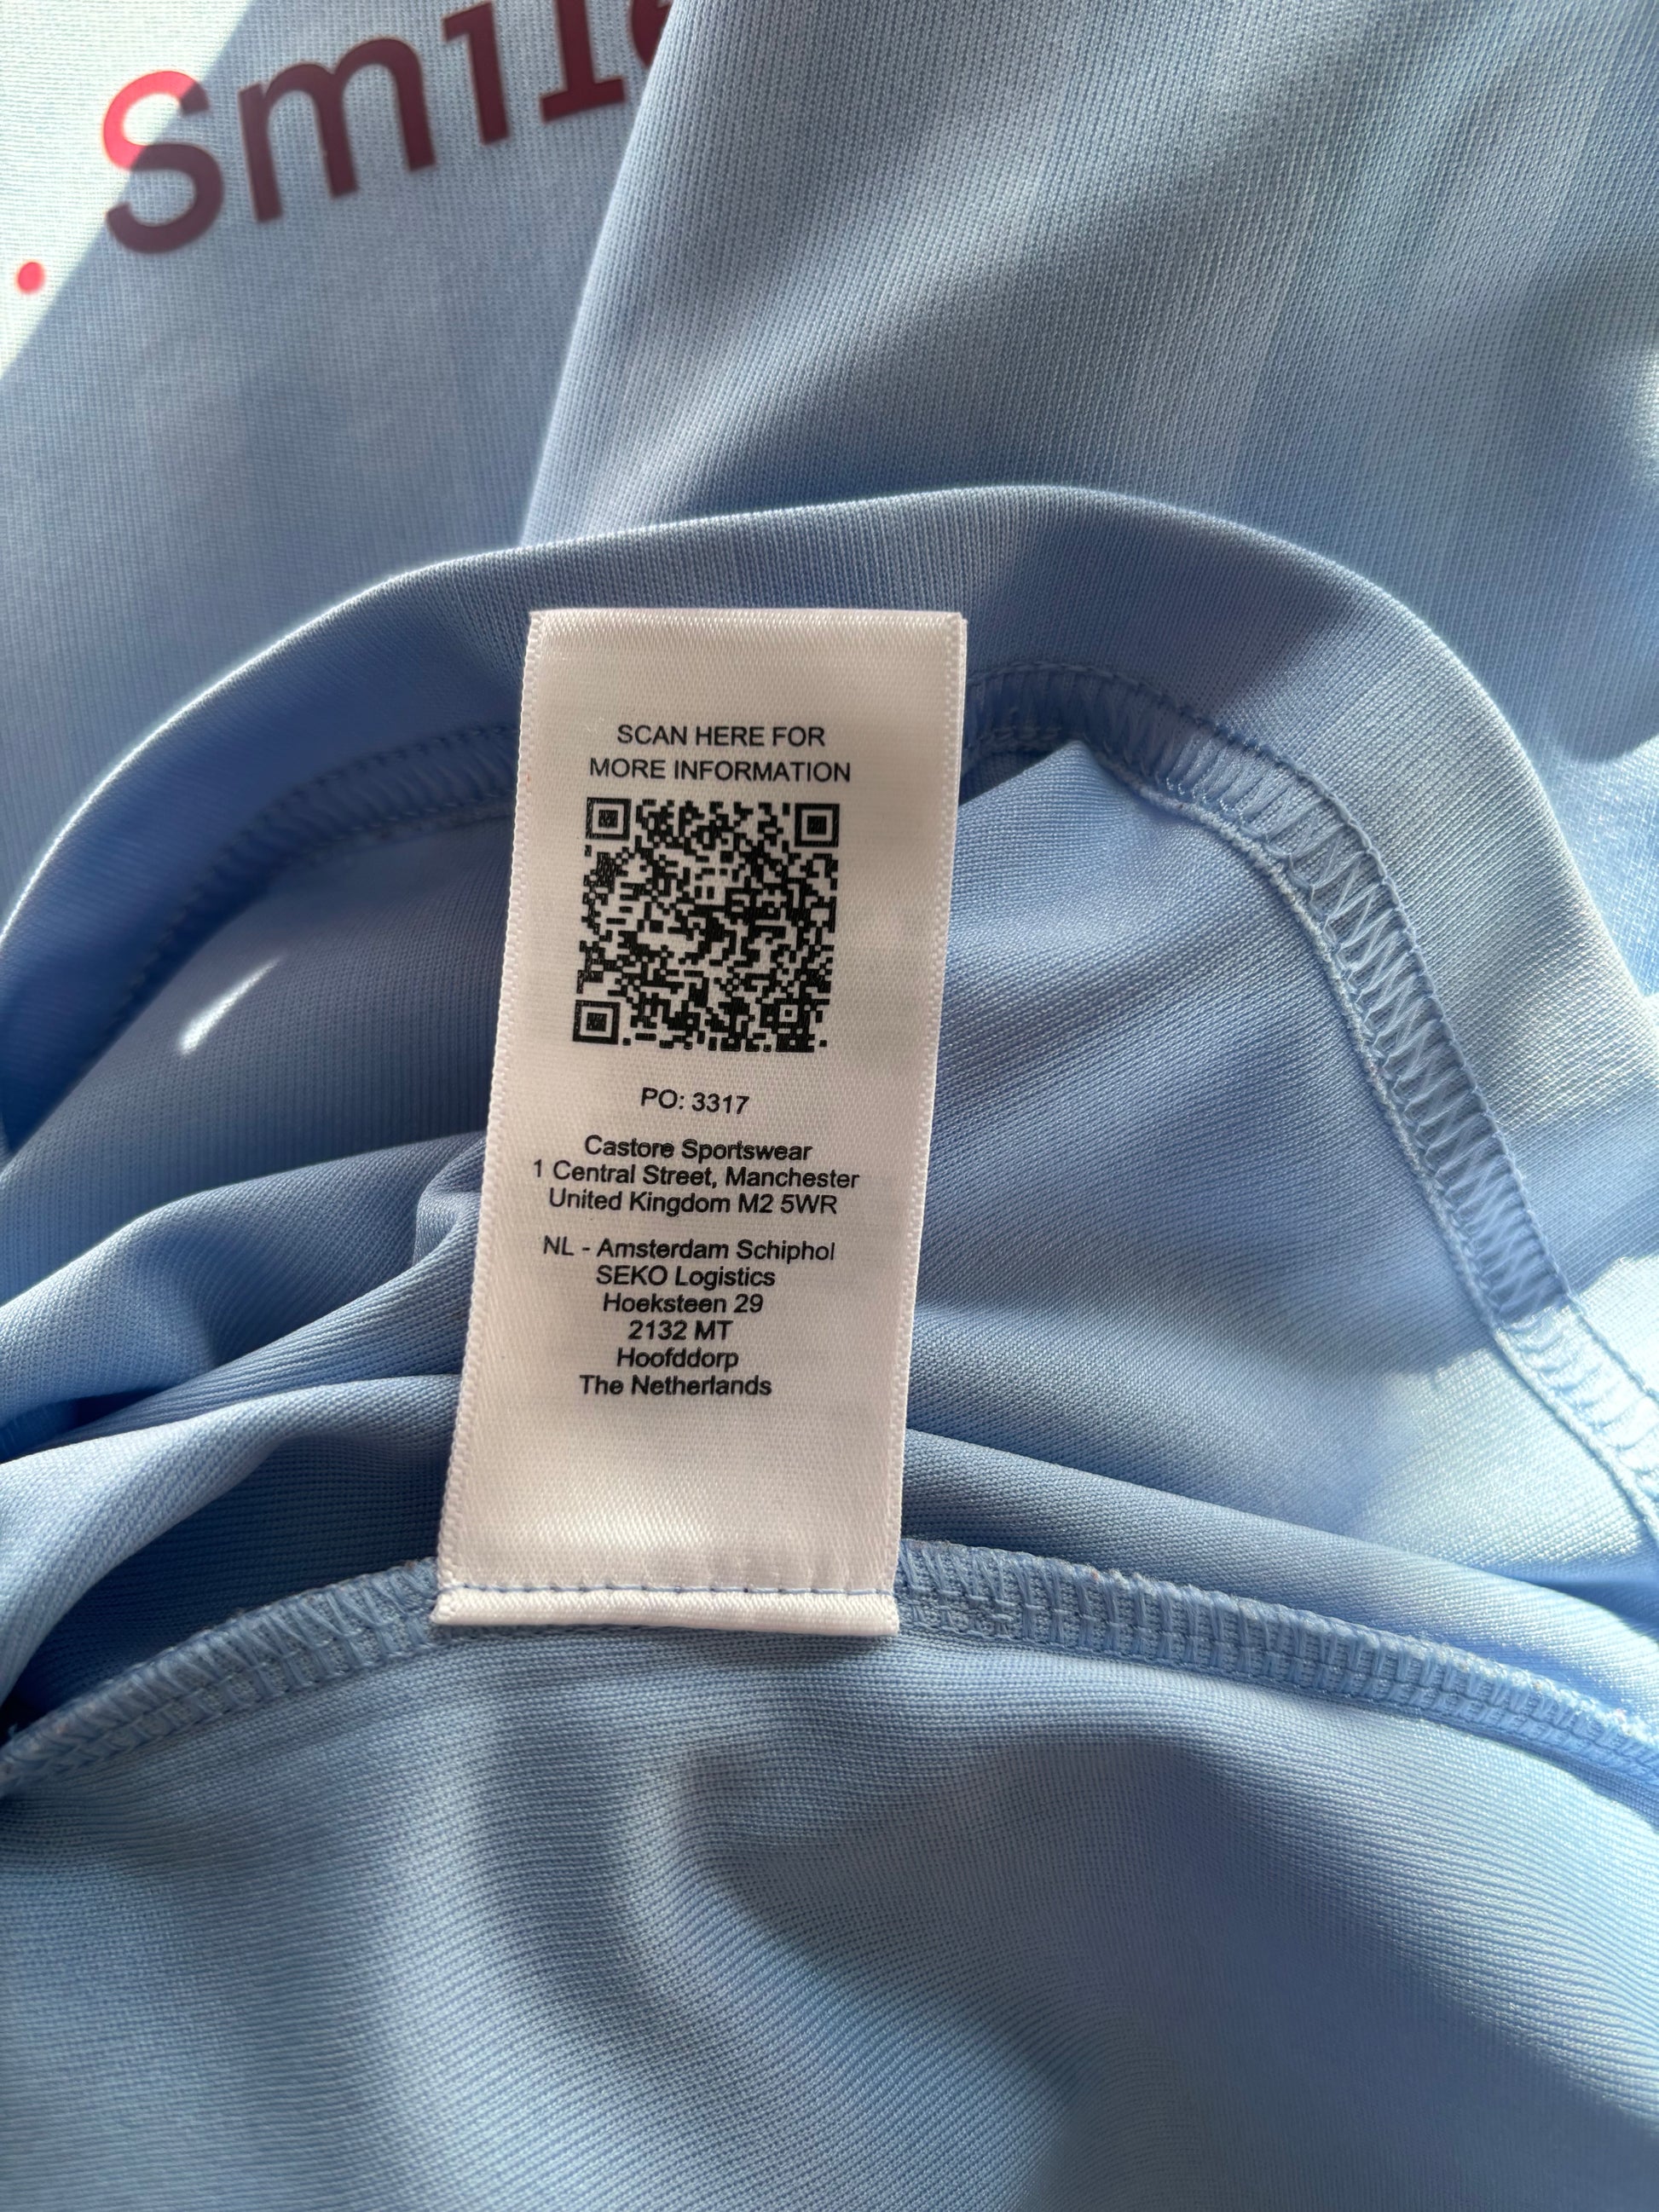 . Smile
SCAN HERE FOR
MORE INFORMATION
PO: 3317
Castore Sportswear
1 Central Street, Manchester
United Kingdom M2 5WR
NL - Amsterdam Schiphol
SEKO Logistics
Hoeksteen 29
2132 MT
Hoofddorp
The Netherlands